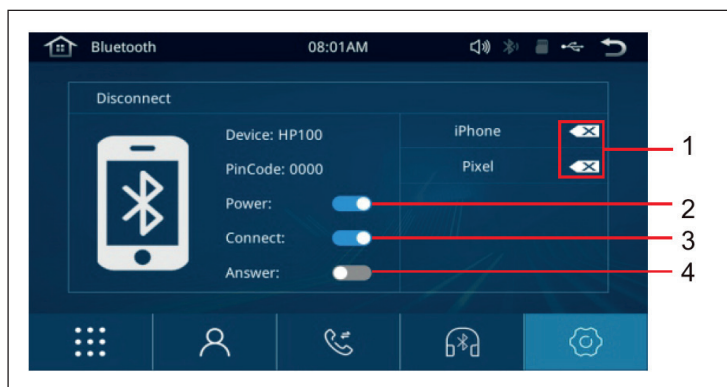 Bluetooth 08:01AM
Disconnect
Device: HP100 iPhone 1
PinCode: 0000 Pixel
Power: 2
Connect: 3
Answer: 4